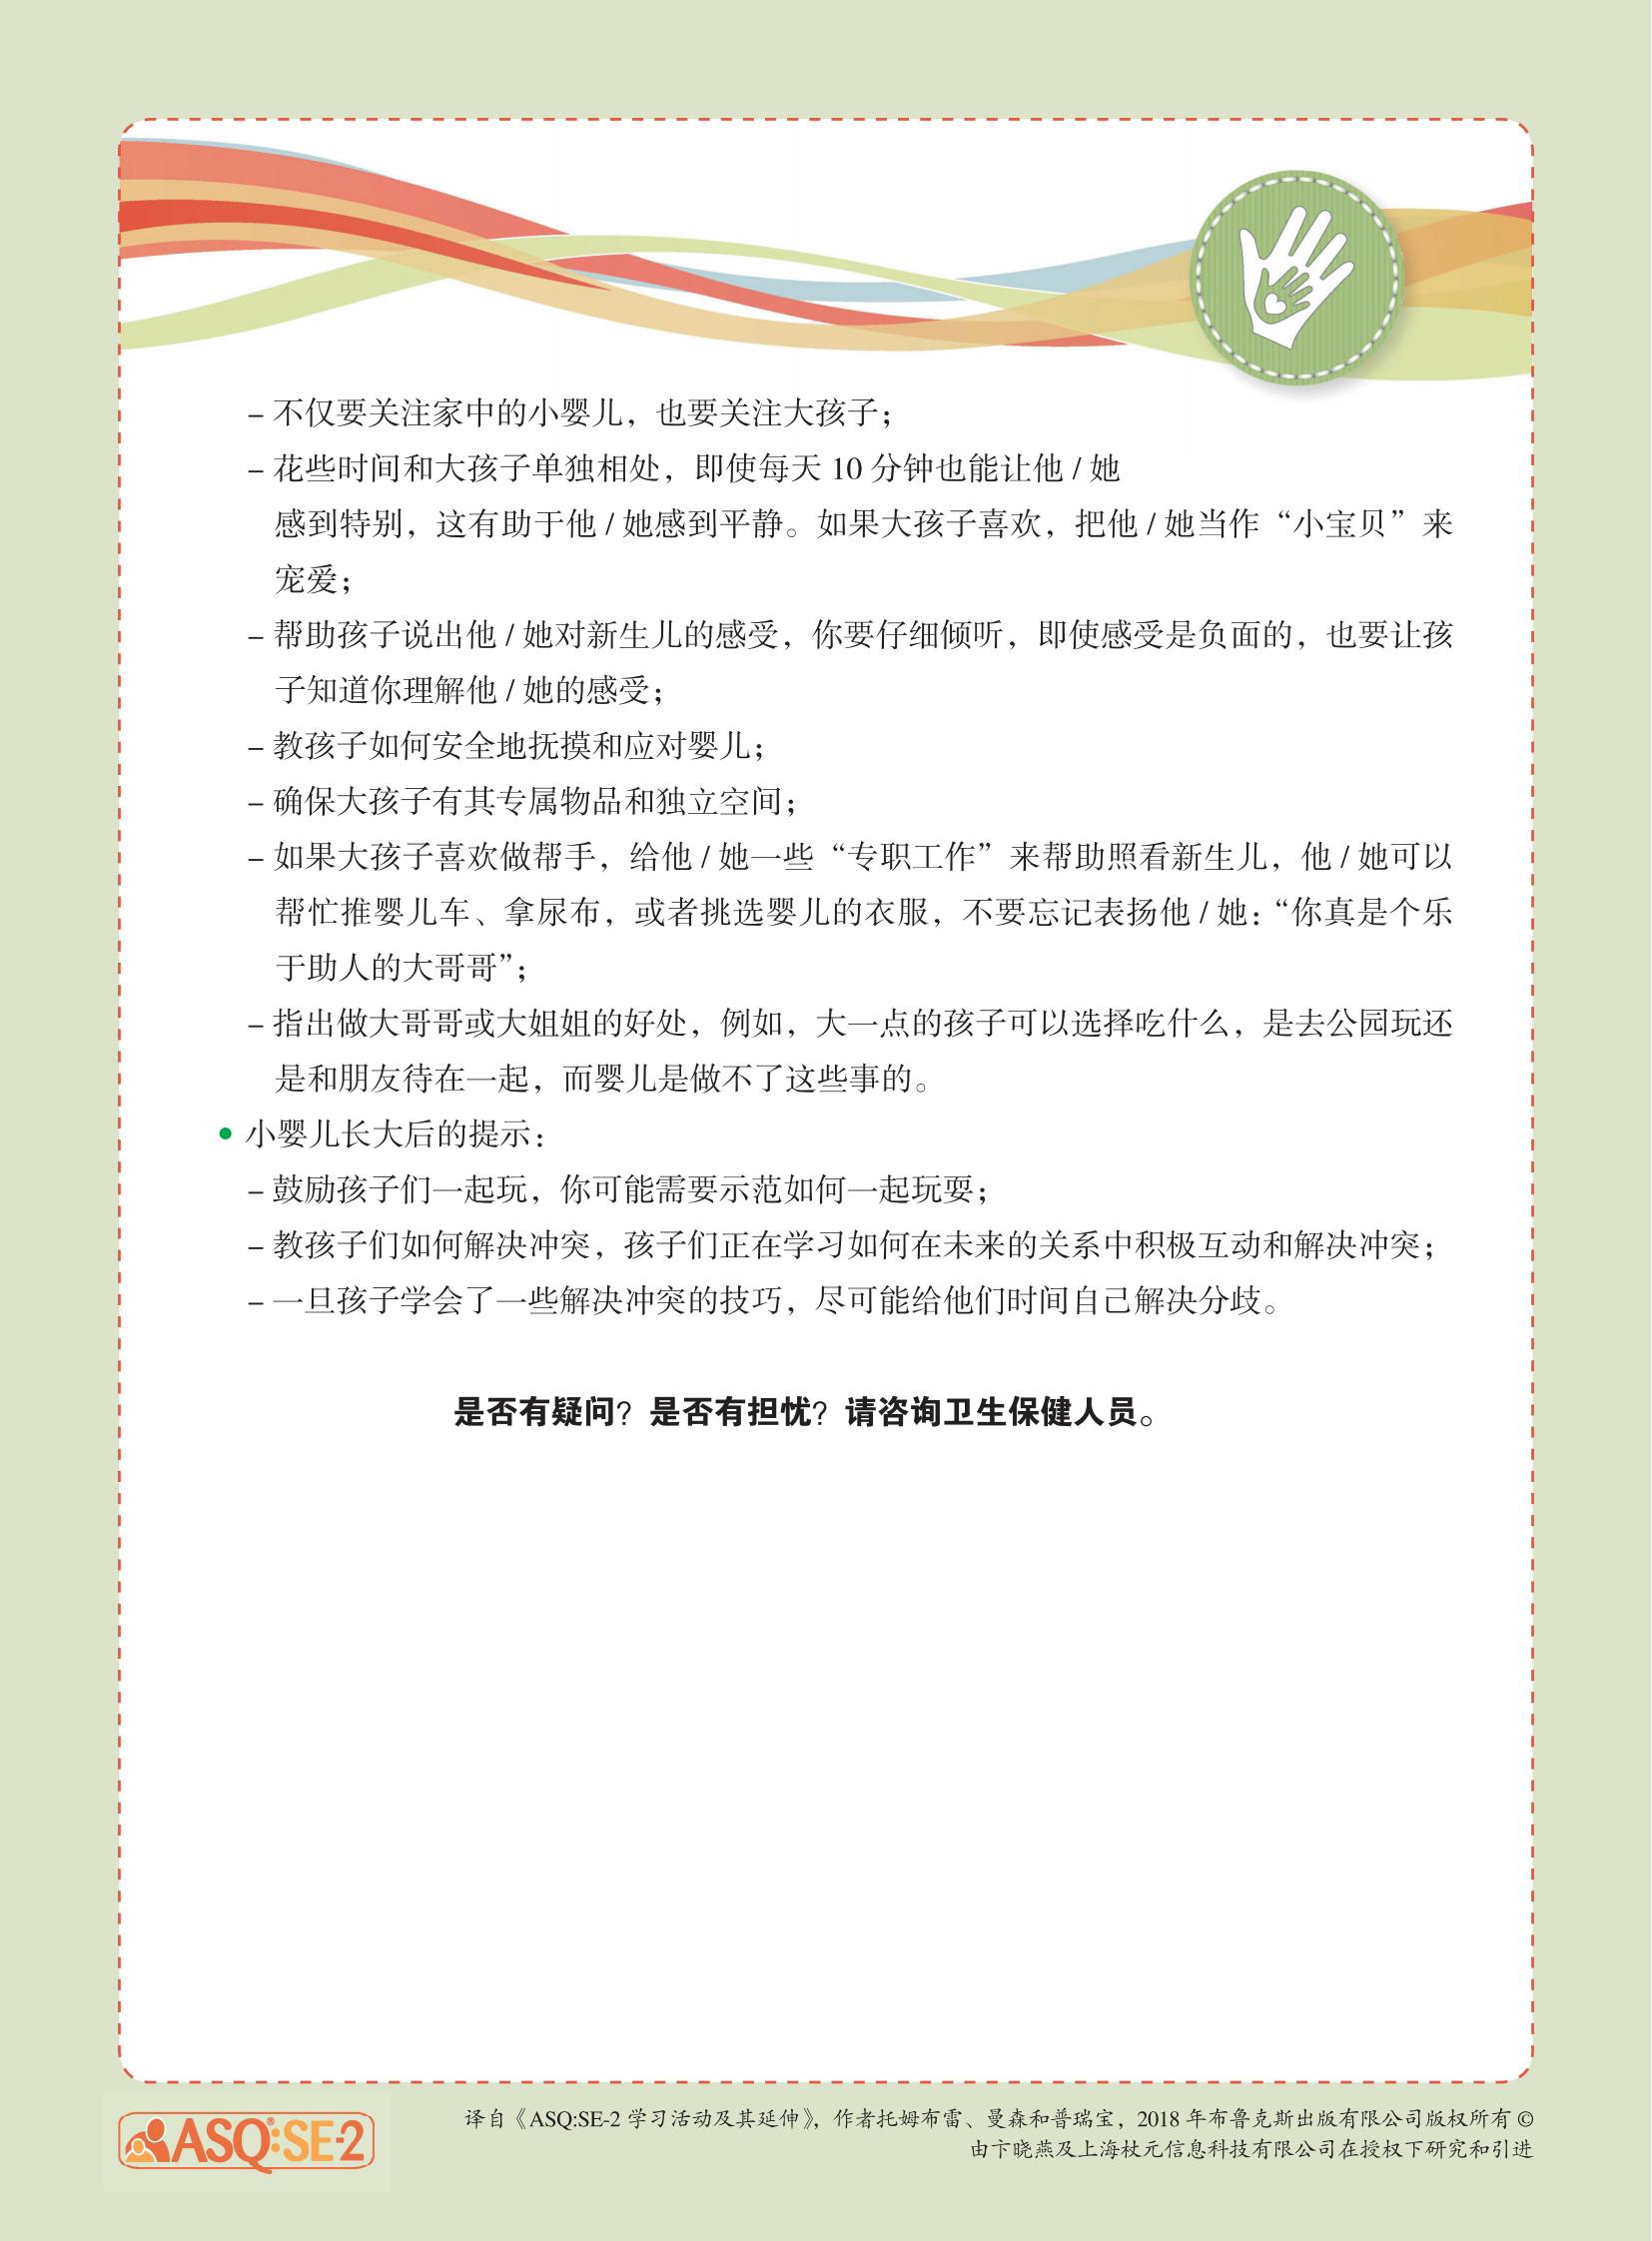 – 不仅要关注家中的小婴儿，也要关注大孩子；
– 花些时间和大孩子单独相处，即使每天 10 分钟也能让他 / 她
感到特别，这有助于他 / 她感到平静。如果大孩子喜欢，把他 / 她当作“小宝贝”来
宠爱；
– 帮助孩子说出他 / 她对新生儿的感受，你要仔细倾听，即使感受是负面的，也要让孩
子知道你理解他 / 她的感受；
– 教孩子如何安全地抚摸和应对婴儿；
– 确保大孩子有其专属物品和独立空间；
– 如果大孩子喜欢做帮手，给他 / 她一些“专职工作”来帮助照看新生儿，他 / 她可以
帮忙推婴儿车、拿尿布，或者挑选婴儿的衣服，不要忘记表扬他 / 她：“你真是个乐
于助人的大哥哥”；
– 指出做大哥哥或大姐姐的好处，例如，大一点的孩子可以选择吃什么，是去公园玩还
是和朋友待在一起，而婴儿是做不了这些事的。
• 小婴儿长大后的提示：
– 鼓励孩子们一起玩，你可能需要示范如何一起玩耍；
– 教孩子们如何解决冲突，孩子们正在学习如何在未来的关系中积极互动和解决冲突；
– 一旦孩子学会了一些解决冲突的技巧，尽可能给他们时间自己解决分歧。
是否有疑问？是否有担忧？请咨询卫生保健人员。
ASQ®:SE-2
译自《ASQ:SE-2 学习活动及其延伸》，作者托姆布雷、曼森和普瑞宝，2018 年布鲁克斯出版有限公司版权所有 ©
由卞晓燕及上海杖元信息科技有限公司在授权下研究和引进